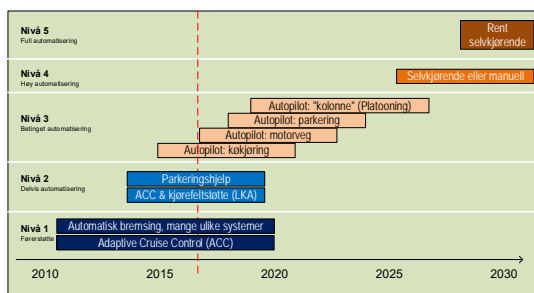 Nivå 5
Full automatisering
Rent
selvkjørende
Nivå 4
Høy automatisering
Selvkjørende eller manuell
Nivå 3
Betinget automatisering
Autopilot: "kolonne" (Platooning)
Autopilot: parkering
Autopilot: motorveg
Autopilot: køkjøring
Nivå 2
Delvis automatisering
Parkeringshjelp
ACC & kjørefeltstøtte (LKA)
Nivå 1
Førerstøtte
Automatisk bremsing, mange ulike systemer
Adaptive Cruise Control (ACC)
2010 2015 2020 2025 2030